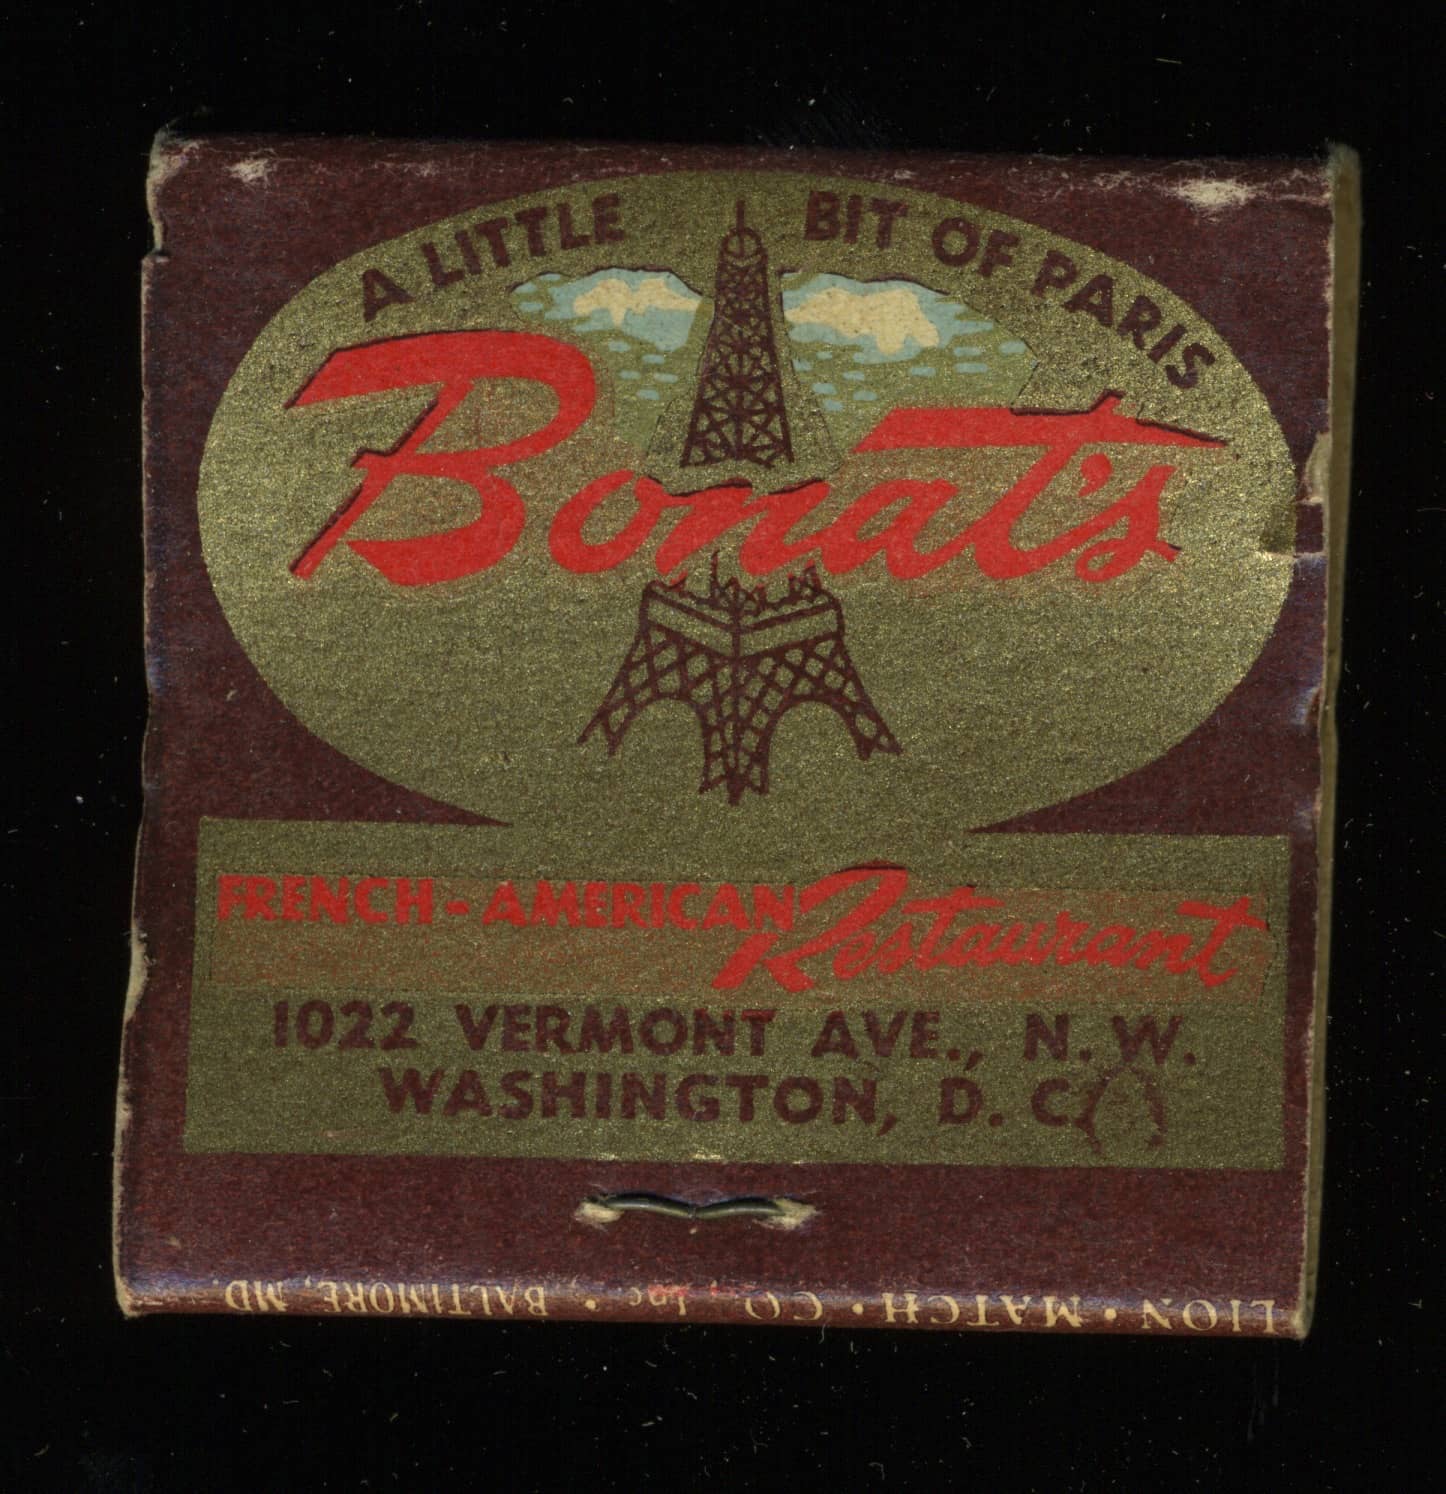 A LITTLE BIT OF PARIS
Bonat's
FRENCH-AMERICAN Restaurant
1022 VERMONT AVE., N. W.
WASHINGTON, D. C
LION · MATCH · CO., Inc. · BALTIMORE, MD.